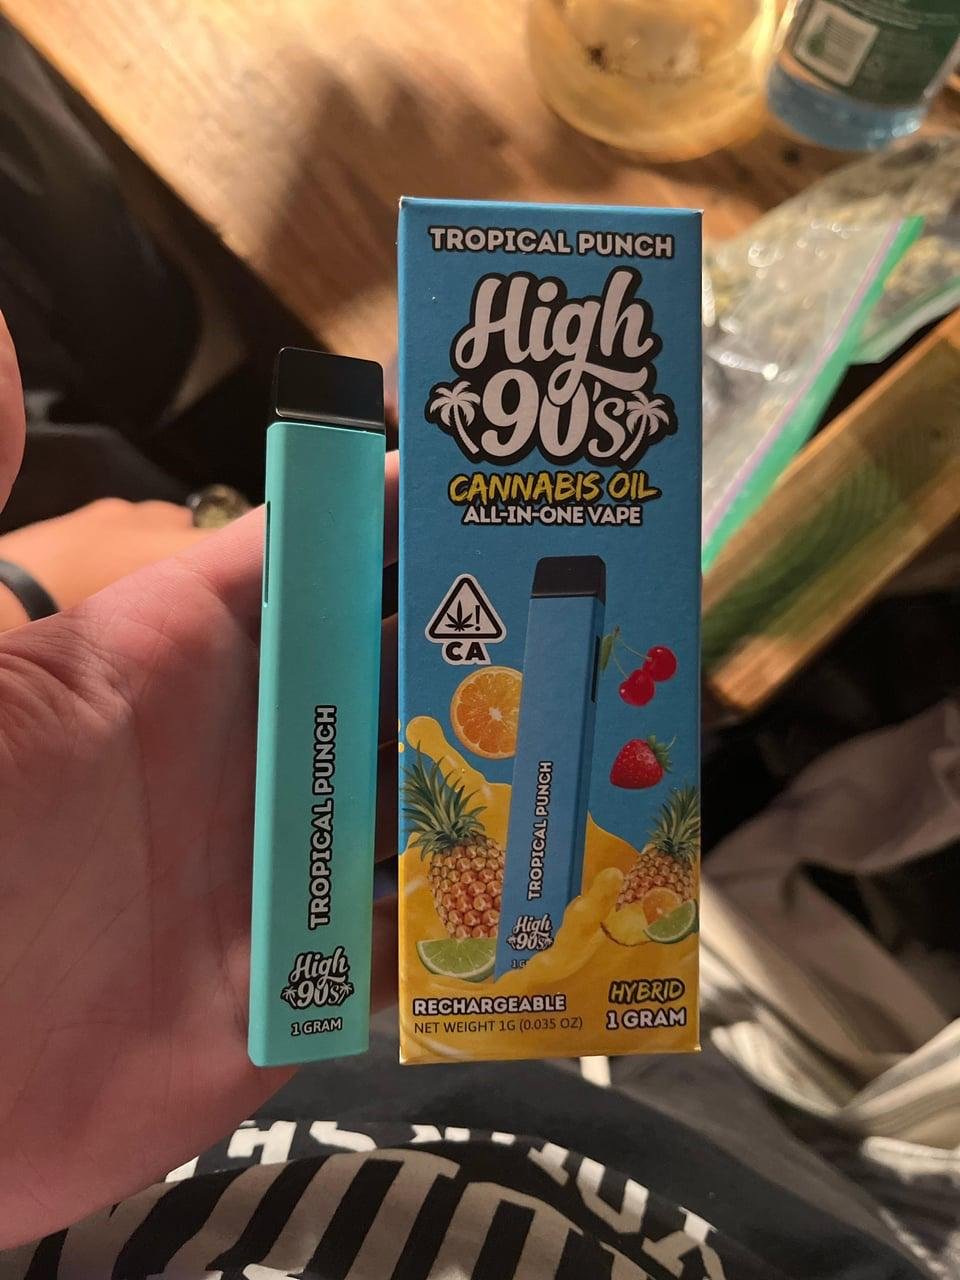 TROPICAL PUNCH
High
90's
CANNABIS OIL
ALL-IN-ONE VAPE
!
CA
TROPICAL PUNCH
High
90's
RECHARGEABLE
NET WEIGHT 1G (0.035 OZ)
HYBRID
1 GRAM
TROPICAL PUNCH
High
90's
1 GRAM